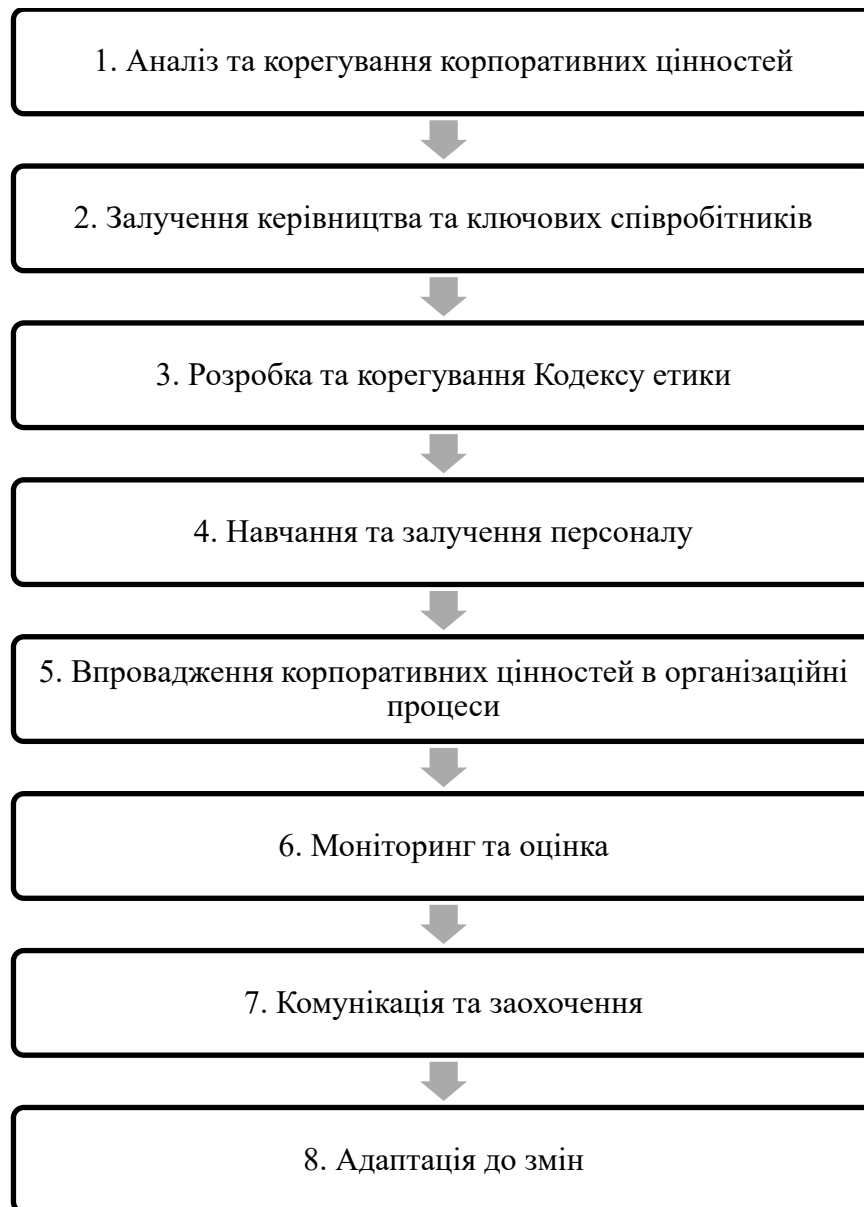 1. Аналіз та корегування корпоративних цінностей
2. Залучення керівництва та ключових співробітників
3. Розробка та корегування Кодексу етики
4. Навчання та залучення персоналу
5. Впровадження корпоративних цінностей в організаційні
процеси
6. Моніторинг та оцінка
7. Комунікація та заохочення
8. Адаптація до змін